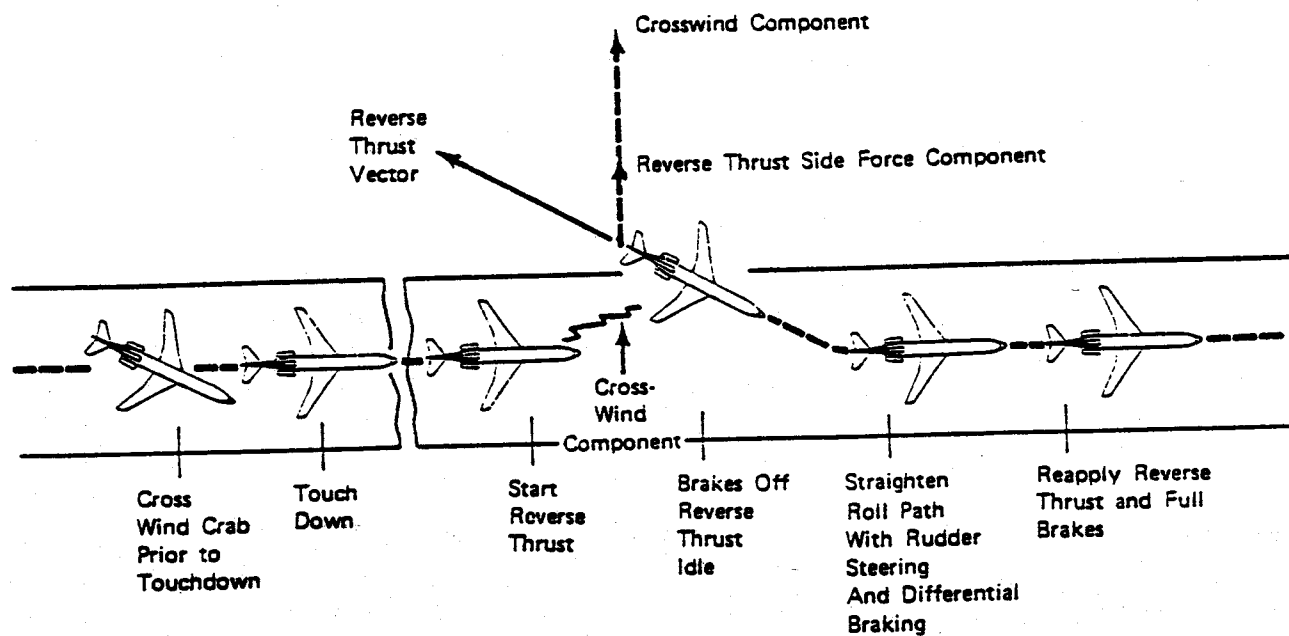 Crosswind Component
Reverse
Thrust
Vector
Reverse Thrust Side Force Component
Cross-
Wind
Component
Cross
Wind Crab
Prior to
Touchdown
Touch
Down
Start
Reverse
Thrust
Brakes Off
Reverse
Thrust
Idle
Straighten
Roll Path
With Rudder
Steering
And Differential
Braking
Reapply Reverse
Thrust and Full
Brakes